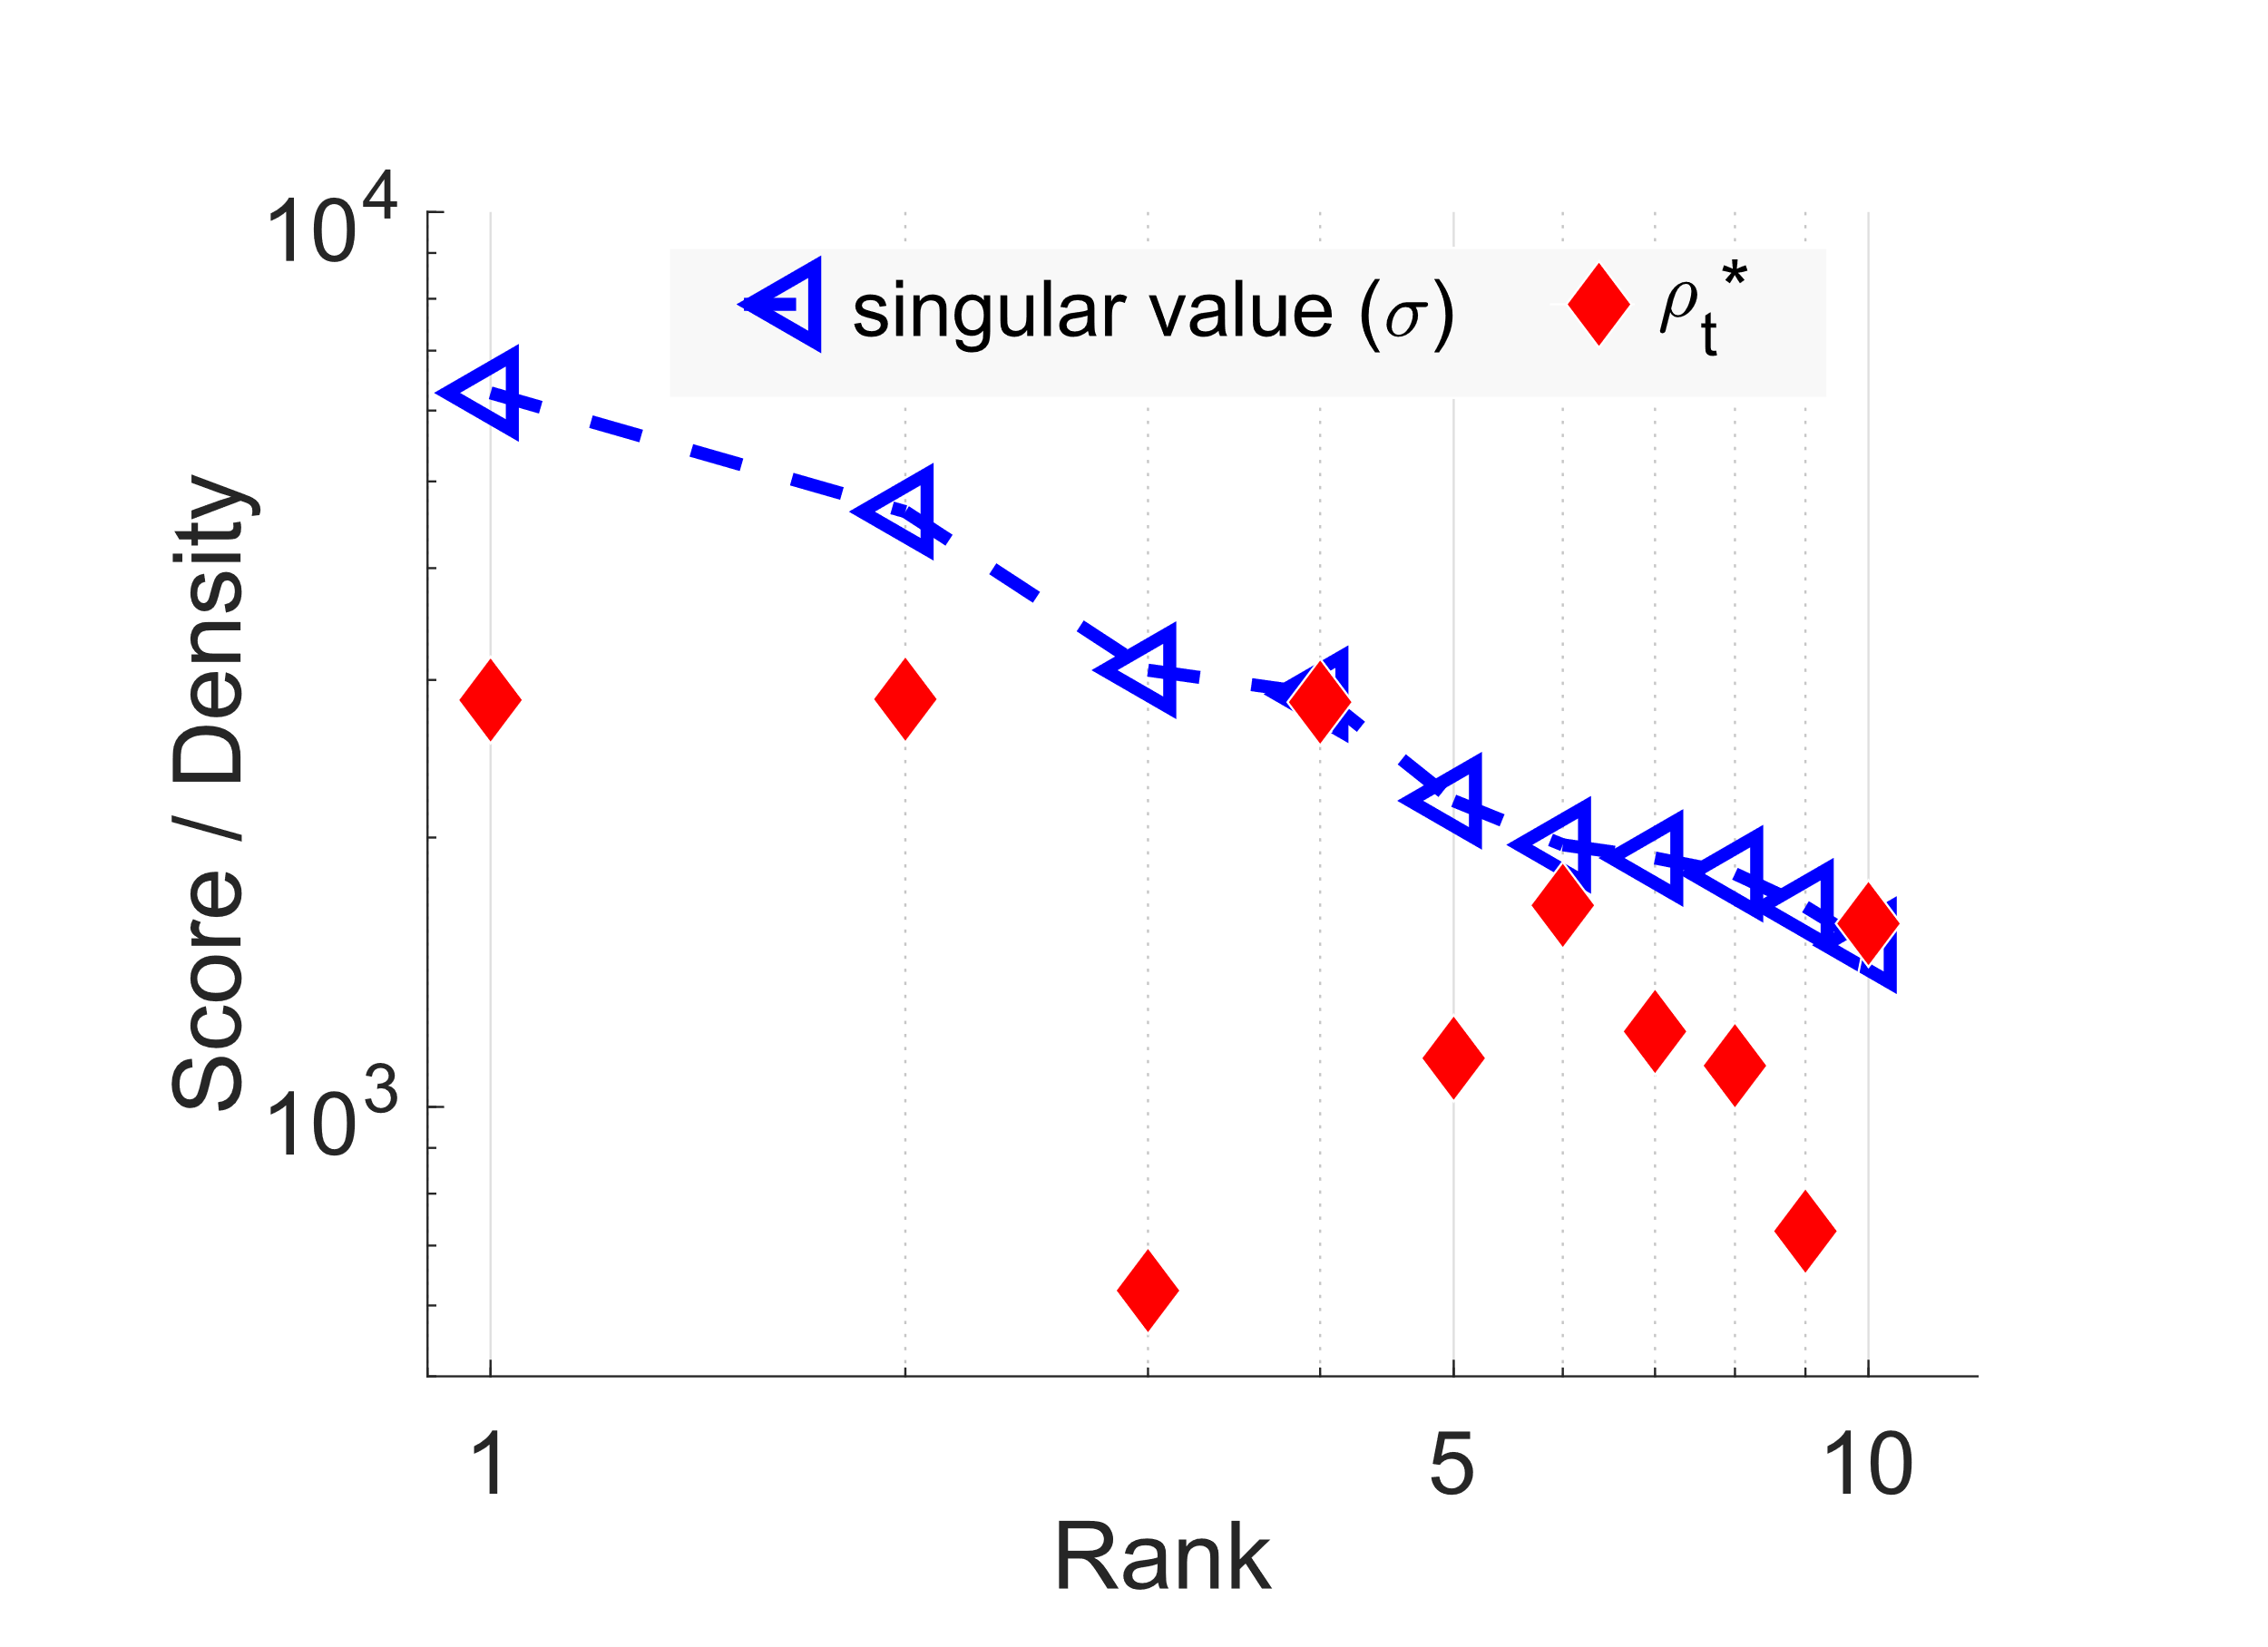 10^4
singular value (σ)
ρ_t^*
Score / Density
10^3
1 5 10
Rank